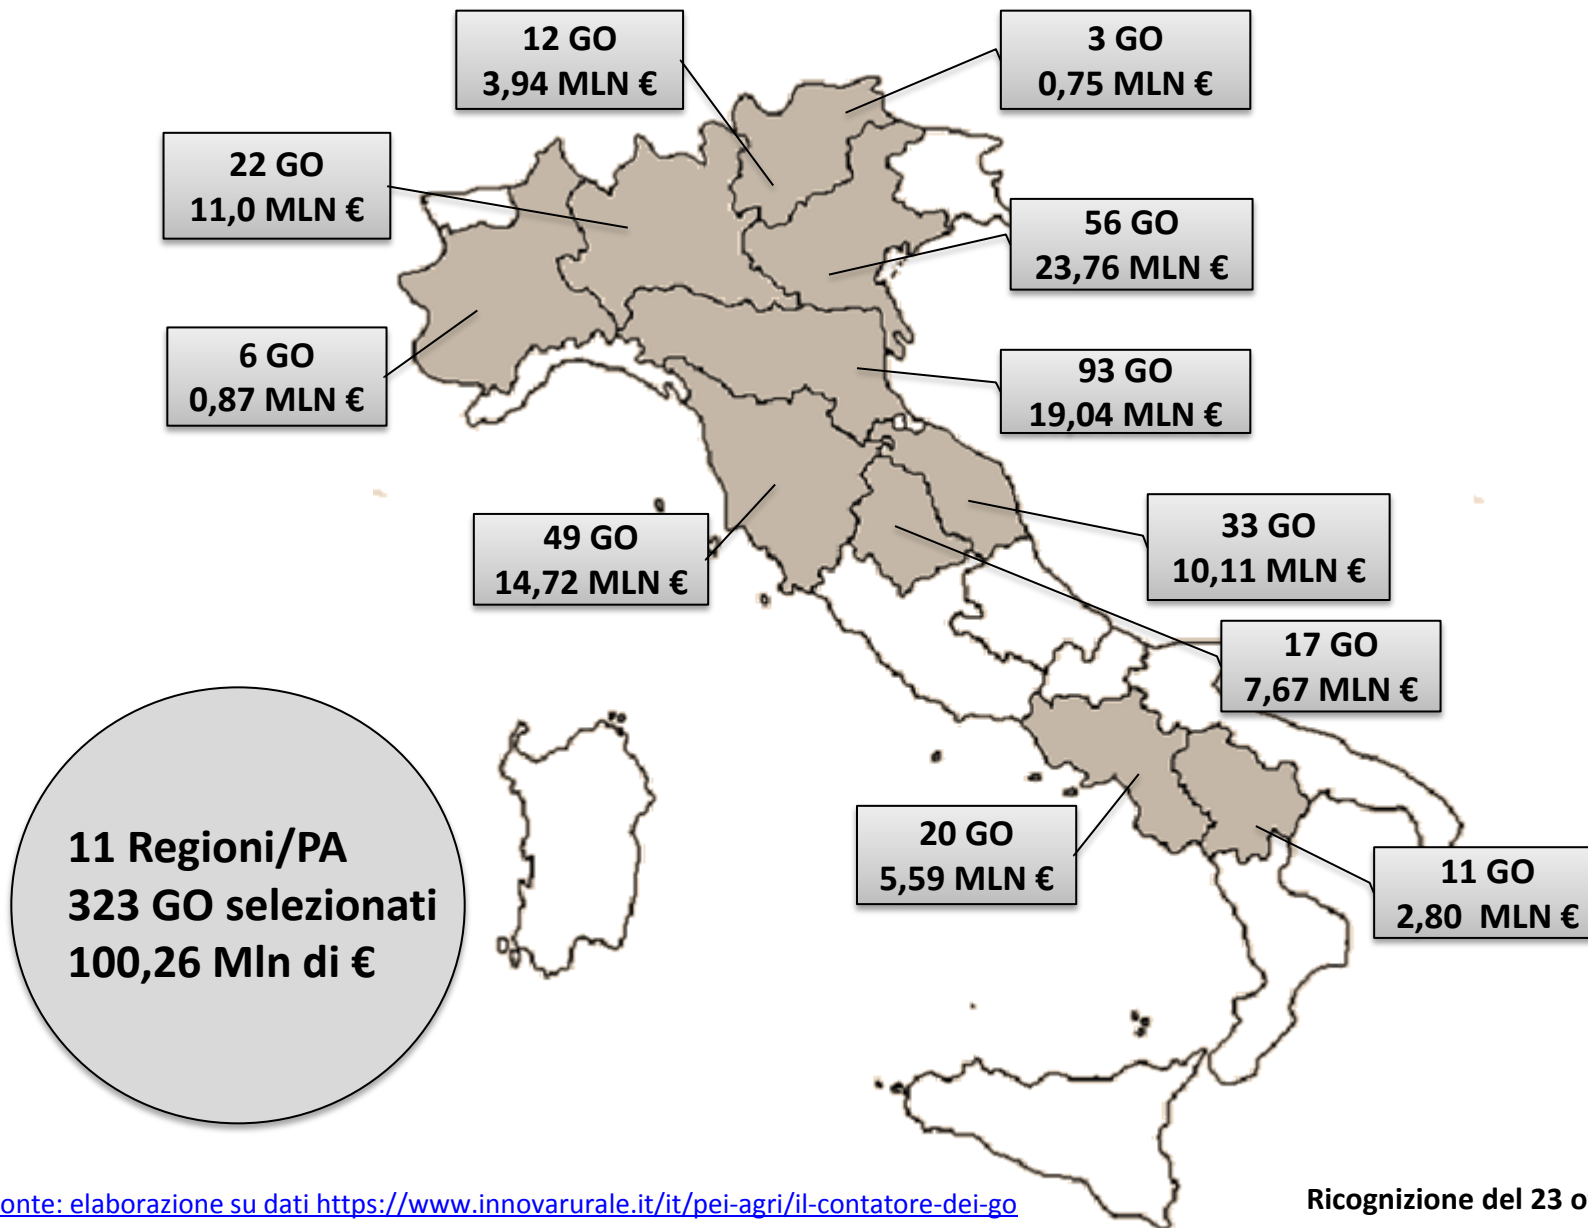 12 GO
3,94 MLN €
3 GO
0,75 MLN €
22 GO
11,0 MLN €
56 GO
23,76 MLN €
6 GO
0,87 MLN €
93 GO
19,04 MLN €
49 GO
14,72 MLN €
33 GO
10,11 MLN €
17 GO
7,67 MLN €
20 GO
5,59 MLN €
11 GO
2,80 MLN €
11 Regioni/PA
323 GO selezionati
100,26 Mln di €
onte: elaborazione su dati https://www.innovarurale.it/it/pei-agri/il-contatore-dei-go
Ricognizione del 23 o